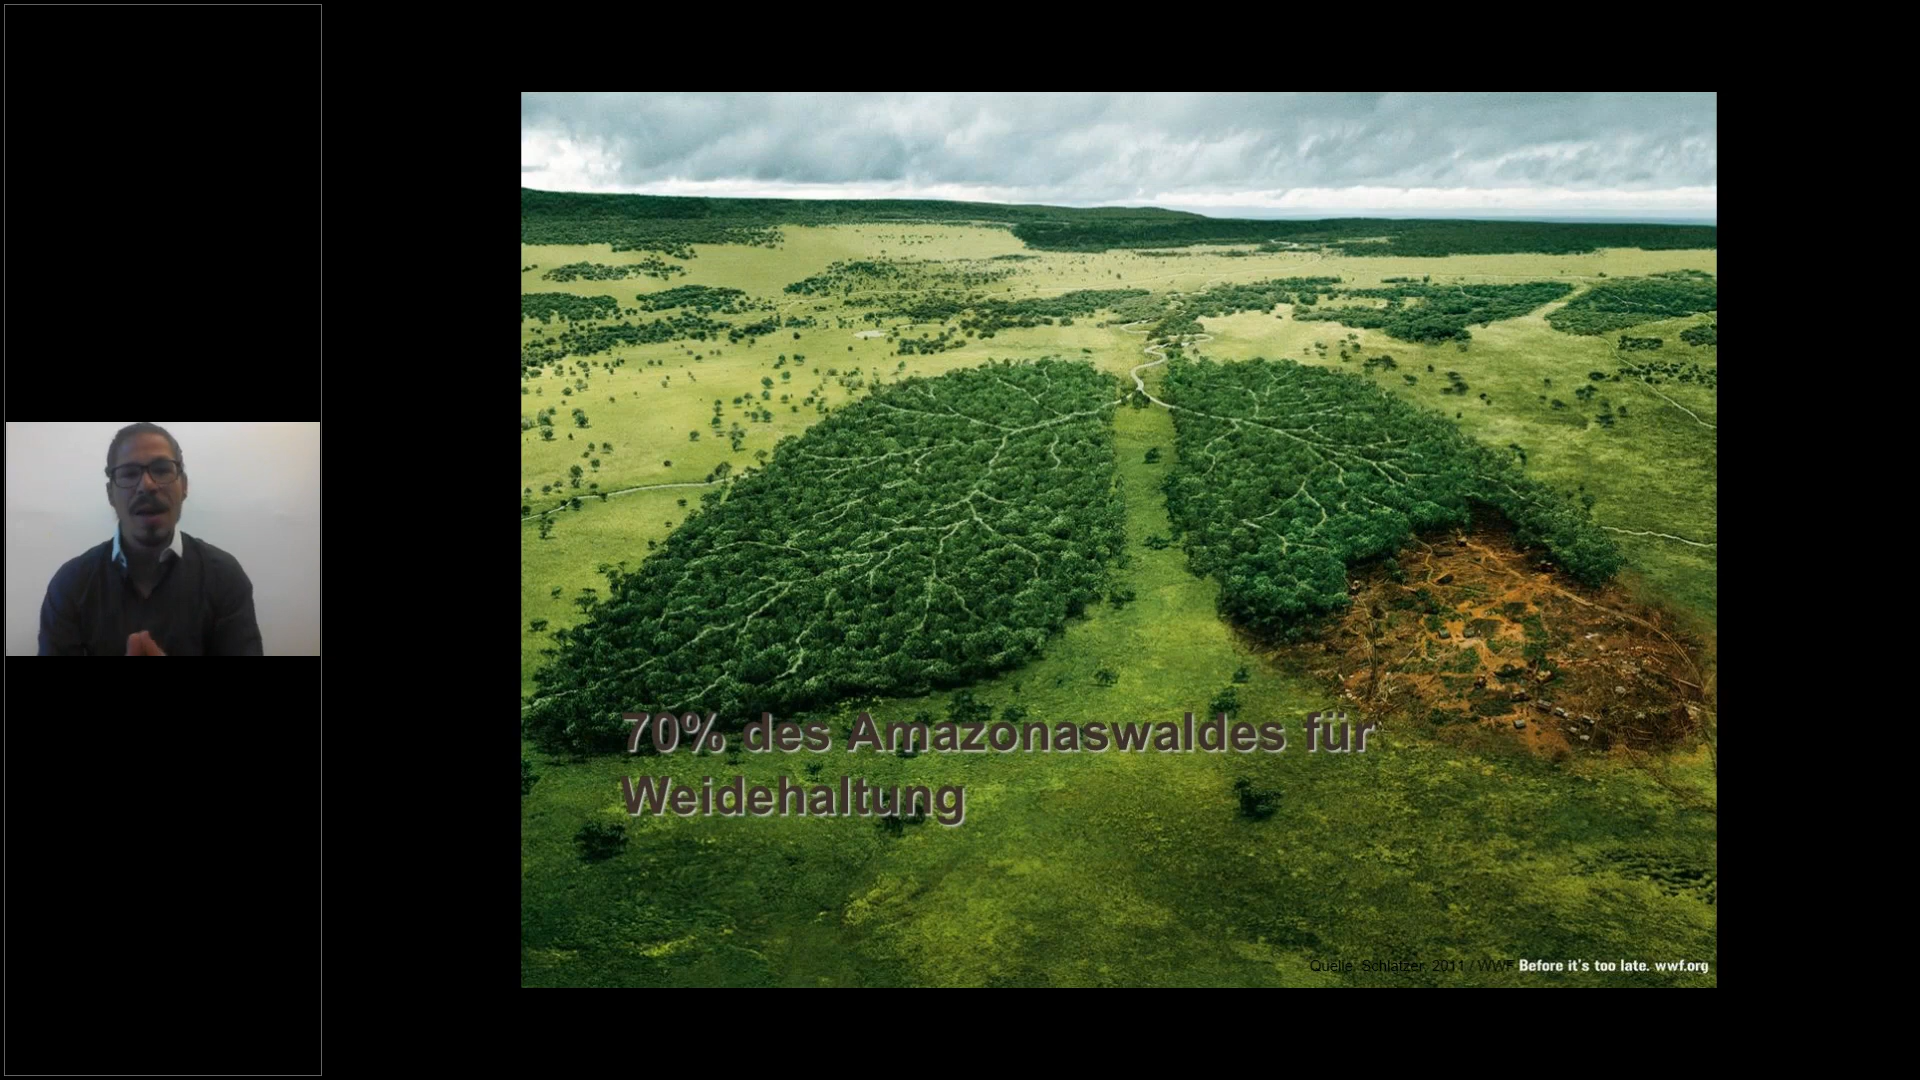 70% des Amazonaswaldes für
Weidehaltung
Quelle: Schlatzer, 2011 / WWF
Before it's too late. wwf.org